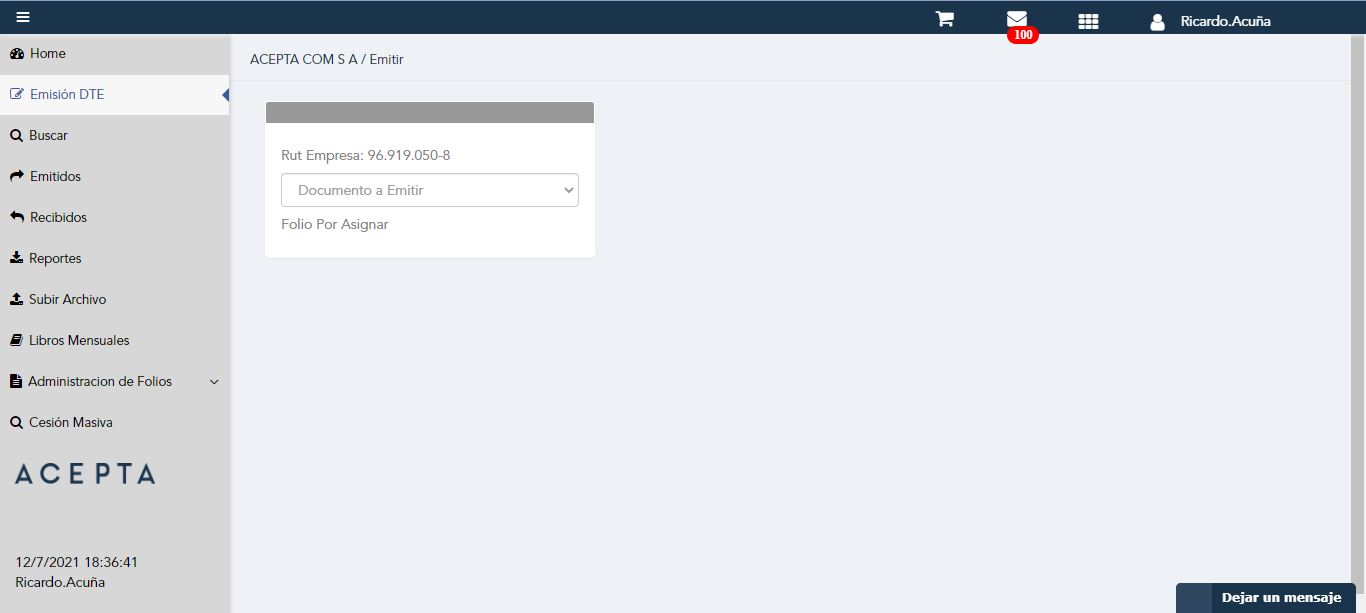 100
Ricardo.Acuña
Home
Emisión DTE
Buscar
Emitidos
Recibidos
Reportes
Subir Archivo
Libros Mensuales
Administracion de Folios
Cesión Masiva
ACEPTA
12/7/2021 18:36:41
Ricardo.Acuña
ACEPTA COM S A / Emitir
Rut Empresa: 96.919.050-8
Documento a Emitir
Folio Por Asignar
Dejar un mensaje